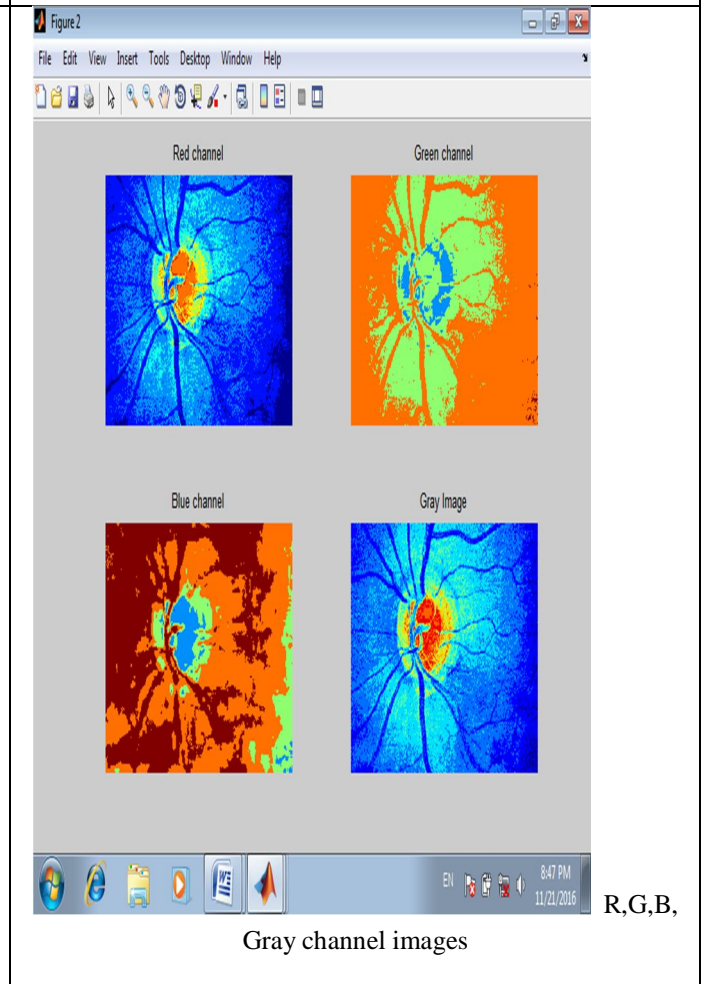 Figure 2
File Edit View Insert Tools Desktop Window Help
Red channel
Green channel
Blue channel
Gray Image
EN
8:47 PM
11/21/2016
R,G,B,
Gray channel images